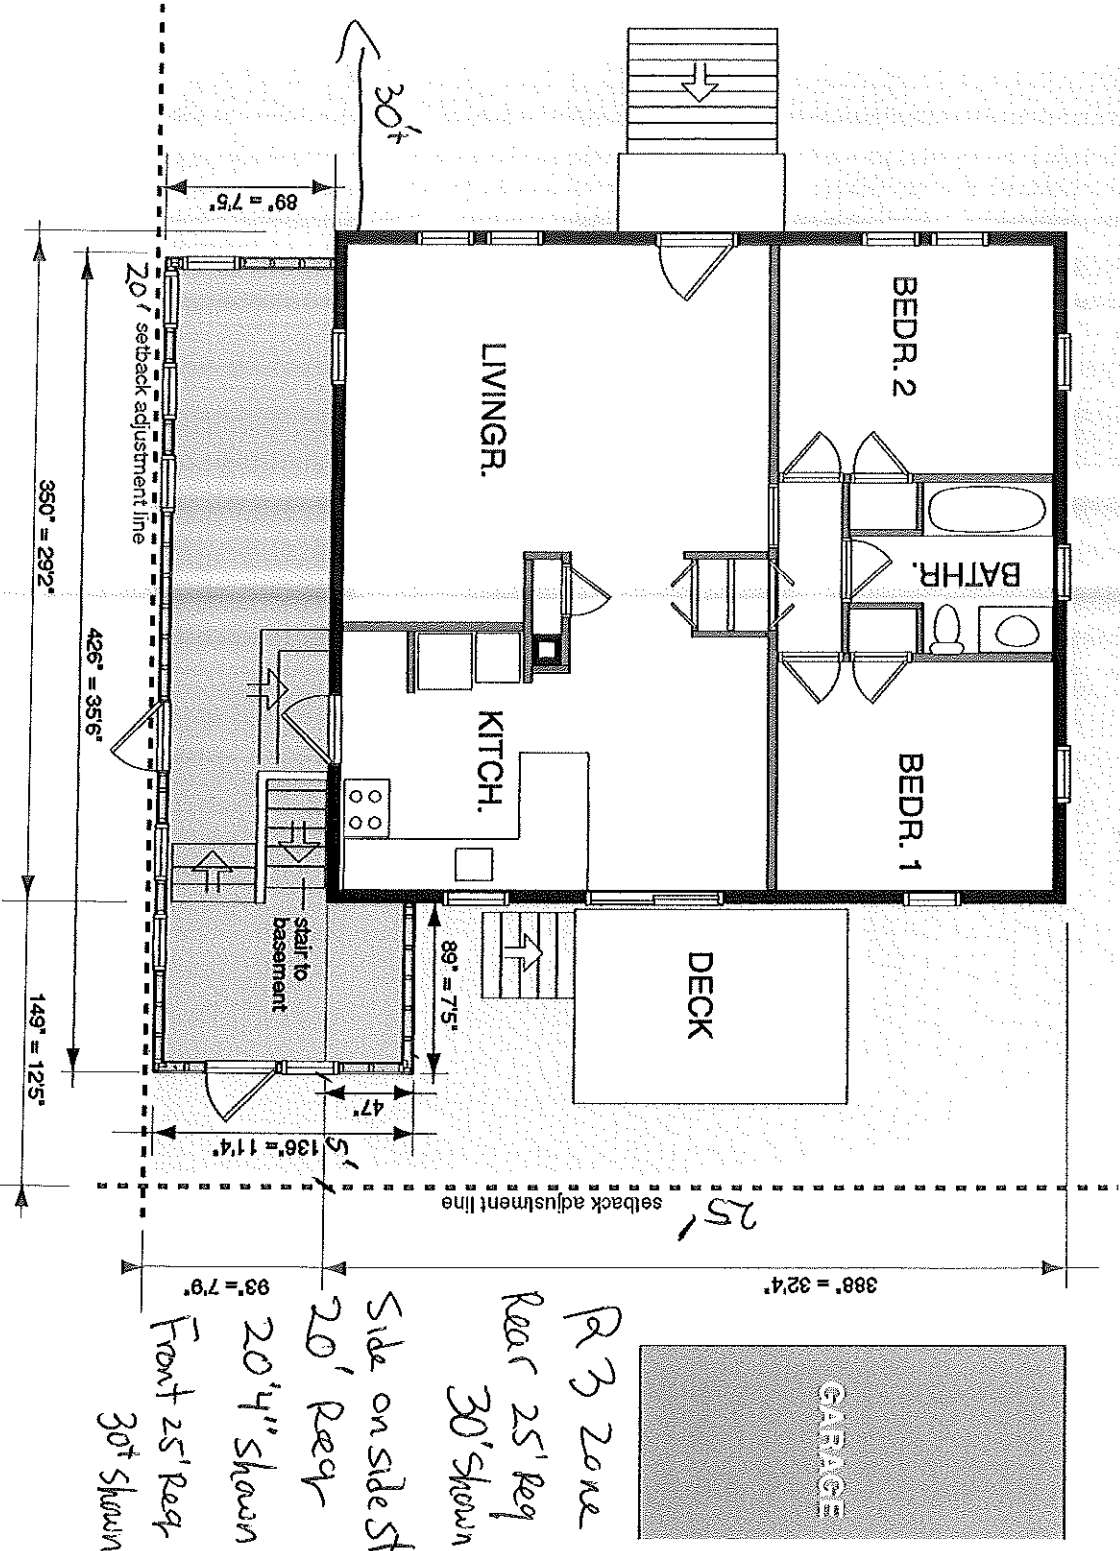 30'+
89" = 7'5"
20' setback adjustment line
350" = 29'2"
426" = 35'6"
149" = 12'5"
LIVINGR.
BEDR. 2
BATHR.
KITCH.
BEDR. 1
stair to
basement
89" = 7'5"
DECK
47"
136" = 11'4"
5'
setback adjustment line
25'
93" = 7'9"
388" = 32'4"
GARAGE
R3 Zone
Rear 25' Req
30' shown
Side on side St
20' Req
20'4" shown
Front 25' Req
30+ shown